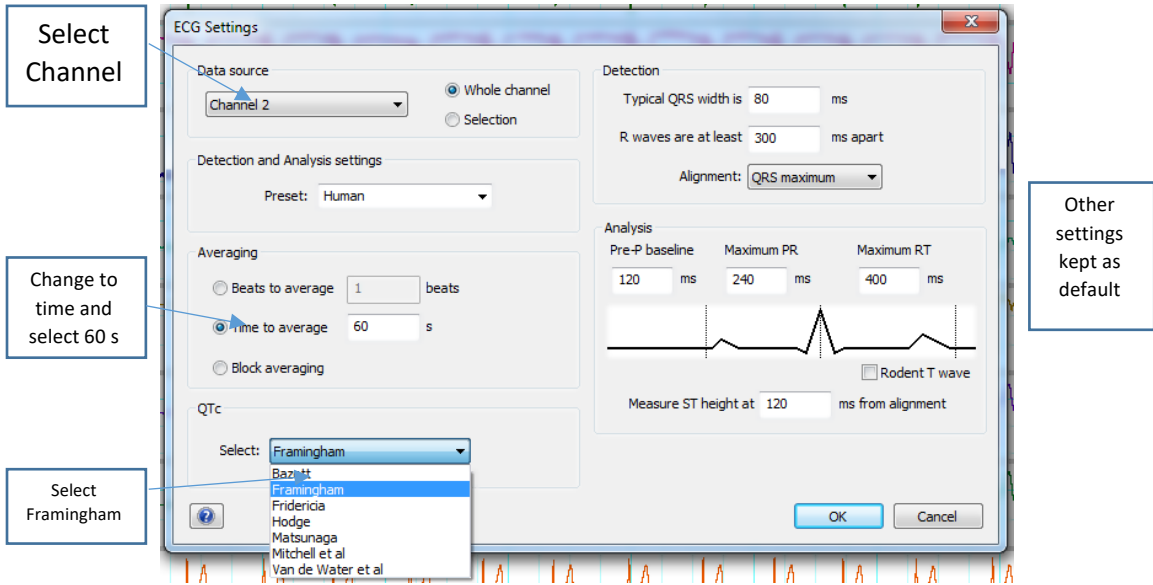 Select
Channel
Change to
time and
select 60 s
Select
Framingham
ECG Settings
Data source
Channel 2
Whole channel
Selection
Detection and Analysis settings
Preset: Human
Averaging
Beats to average 1 beats
Time to average 60 s
Block averaging
QTc
Select: Framingham
Bazett
Framingham
Fridericia
Hodge
Matsunaga
Mitchell et al
Van de Water et al
Detection
Typical QRS width is 80 ms
R waves are at least 300 ms apart
Alignment: QRS maximum
Analysis
Pre-P baseline Maximum PR Maximum RT
120 ms 240 ms 400 ms
Rodent T wave
Measure ST height at 120 ms from alignment
OK Cancel
Other
settings
kept as
default